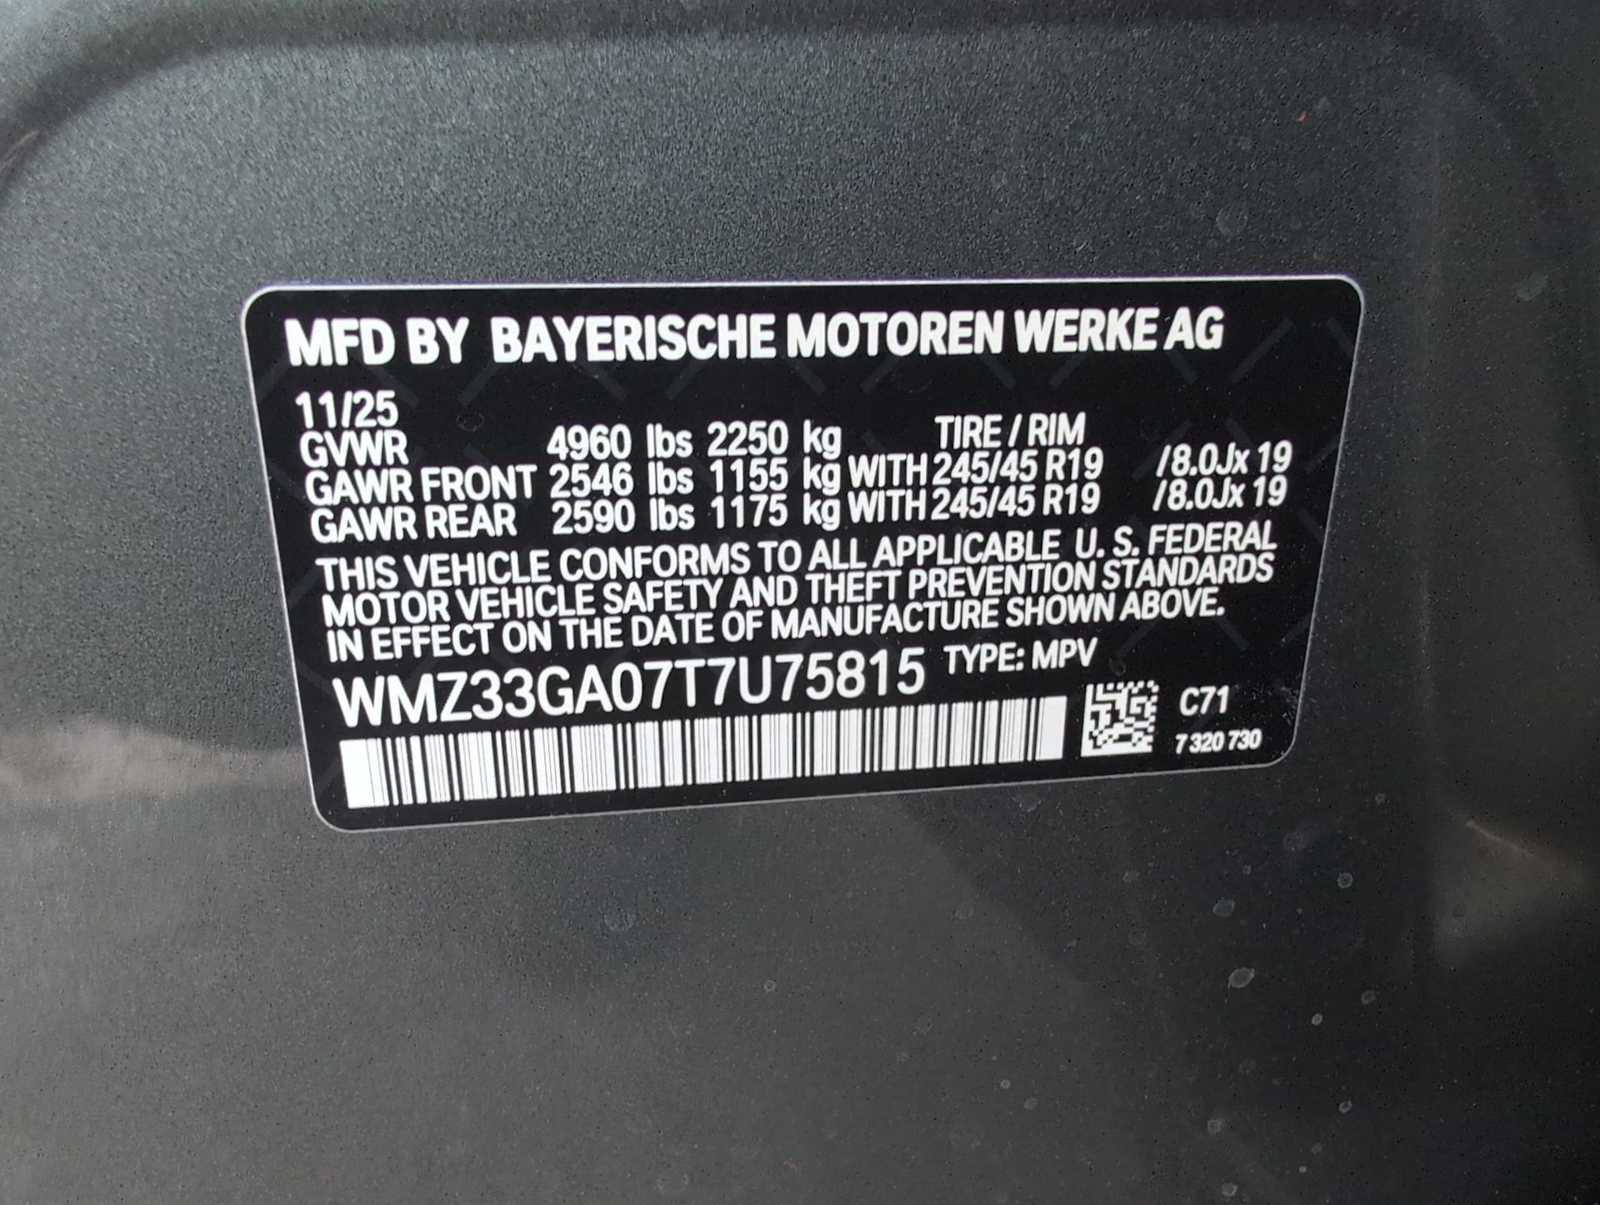 MFD BY BAYERISCHE MOTOREN WERKE AG
11/25
GVWR 4960 lbs 2250 kg TIRE / RIM
GAWR FRONT 2546 lbs 1155 kg WITH 245/45 R19 /8.0Jx 19
GAWR REAR 2590 lbs 1175 kg WITH 245/45 R19 /8.0Jx 19
THIS VEHICLE CONFORMS TO ALL APPLICABLE U. S. FEDERAL
MOTOR VEHICLE SAFETY AND THEFT PREVENTION STANDARDS
IN EFFECT ON THE DATE OF MANUFACTURE SHOWN ABOVE.
WMZ33GA07T7U75815 TYPE: MPV
C71
7 320 730